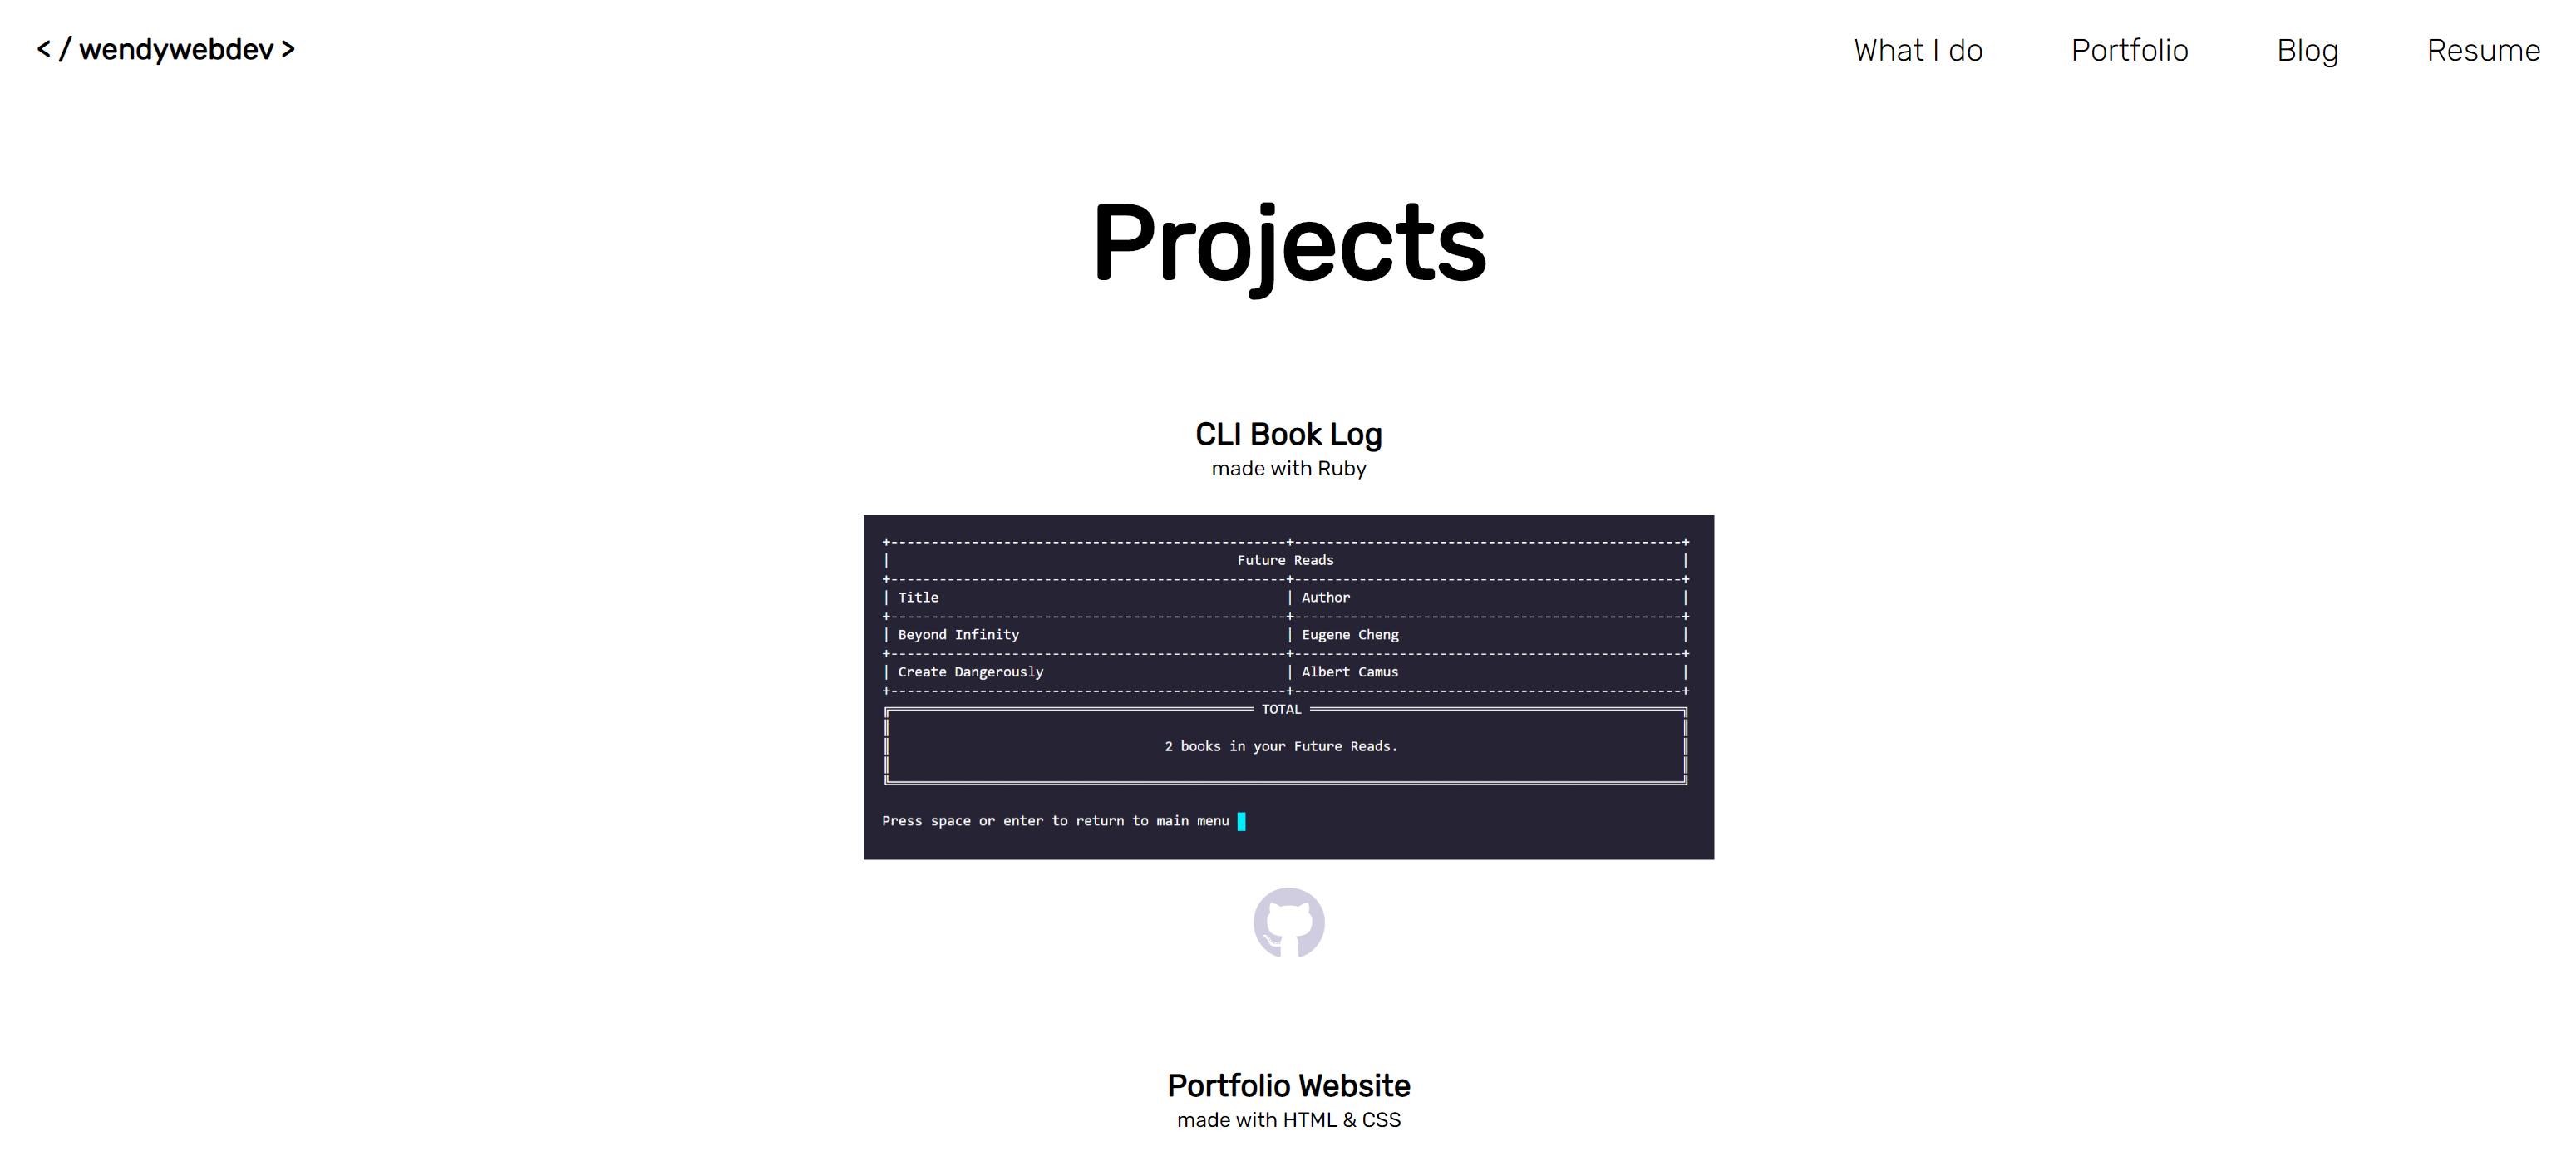 < / wendywebdev >
What I do Portfolio Blog Resume
Projects
CLI Book Log
made with Ruby
Future Reads
Title Author
Beyond Infinity Eugene Cheng
Create Dangerously Albert Camus
TOTAL
2 books in your Future Reads.
Press space or enter to return to main menu
Portfolio Website
made with HTML & CSS